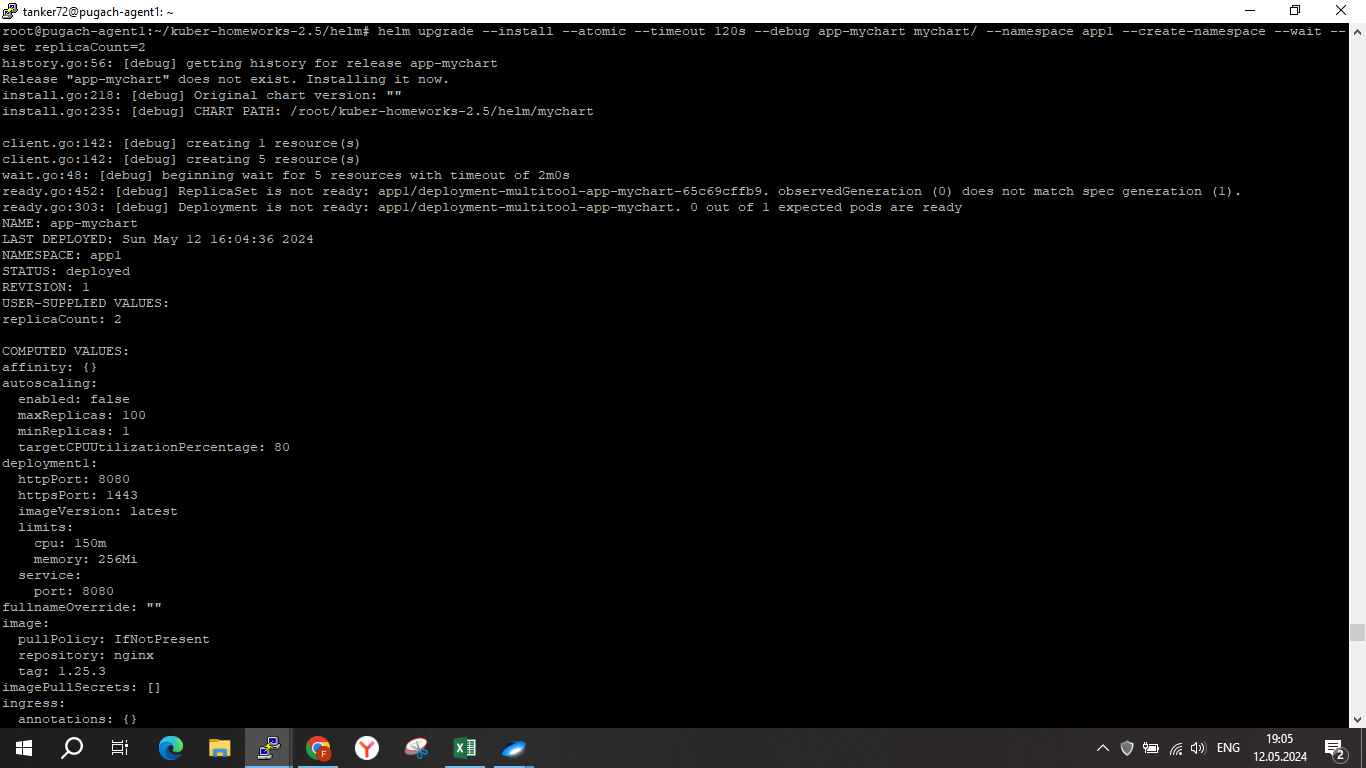 tanker72@pugach-agent1: ~
root@pugach-agent1:~/kuber-homeworks-2.5/helm# helm upgrade --install --atomic --timeout 120s --debug app-mychart mychart/ --namespace app1 --create-namespace --wait --
set replicaCount=2
history.go:56: [debug] getting history for release app-mychart
Release "app-mychart" does not exist. Installing it now.
install.go:218: [debug] Original chart version: ""
install.go:235: [debug] CHART PATH: /root/kuber-homeworks-2.5/helm/mychart
client.go:142: [debug] creating 1 resource(s)
client.go:142: [debug] creating 5 resource(s)
wait.go:48: [debug] beginning wait for 5 resources with timeout of 2m0s
ready.go:452: [debug] ReplicaSet is not ready: app1/deployment-multitool-app-mychart-65c69cffb9. observedGeneration (0) does not match spec generation (1).
ready.go:303: [debug] Deployment is not ready: app1/deployment-multitool-app-mychart. 0 out of 1 expected pods are ready
NAME: app-mychart
LAST DEPLOYED: Sun May 12 16:04:36 2024
NAMESPACE: app1
STATUS: deployed
REVISION: 1
USER-SUPPLIED VALUES:
replicaCount: 2
COMPUTED VALUES:
affinity: {}
autoscaling:
  enabled: false
  maxReplicas: 100
  minReplicas: 1
  targetCPUUtilizationPercentage: 80
deployment1:
  httpPort: 8080
  httpsPort: 1443
  imageVersion: latest
  limits:
    cpu: 150m
    memory: 256Mi
  service:
    port: 8080
fullnameOverride: ""
image:
  pullPolicy: IfNotPresent
  repository: nginx
  tag: 1.25.3
imagePullSecrets: []
ingress:
  annotations: {}
ENG
19:05
12.05.2024
2